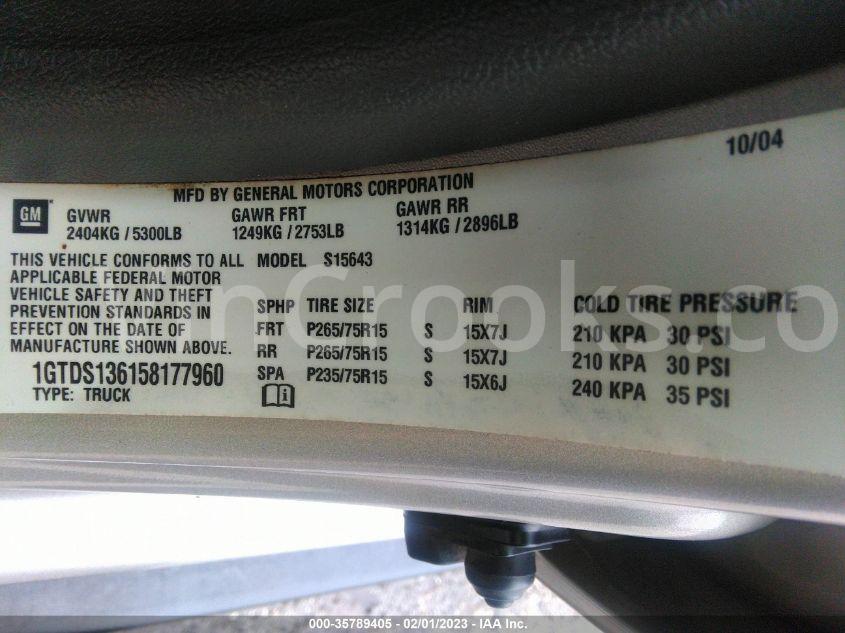 10/04
MFD BY GENERAL MOTORS CORPORATION
GM GVWR GAWR FRT GAWR RR
2404KG / 5300LB 1249KG / 2753LB 1314KG / 2896LB
THIS VEHICLE CONFORMS TO ALL
APPLICABLE FEDERAL MOTOR
VEHICLE SAFETY AND THEFT
PREVENTION STANDARDS IN
EFFECT ON THE DATE OF
MANUFACTURE SHOWN ABOVE.
1GTDS136158177960
TYPE: TRUCK
MODEL S15643
SPHP TIRE SIZE RIM COLD TIRE PRESSURE
FRT P265/75R15 S 15X7J 210 KPA 30 PSI
RR P265/75R15 S 15X7J 210 KPA 30 PSI
SPA P235/75R15 S 15X6J 240 KPA 35 PSI
000-35789405 - 02/01/2023 - IAA Inc.